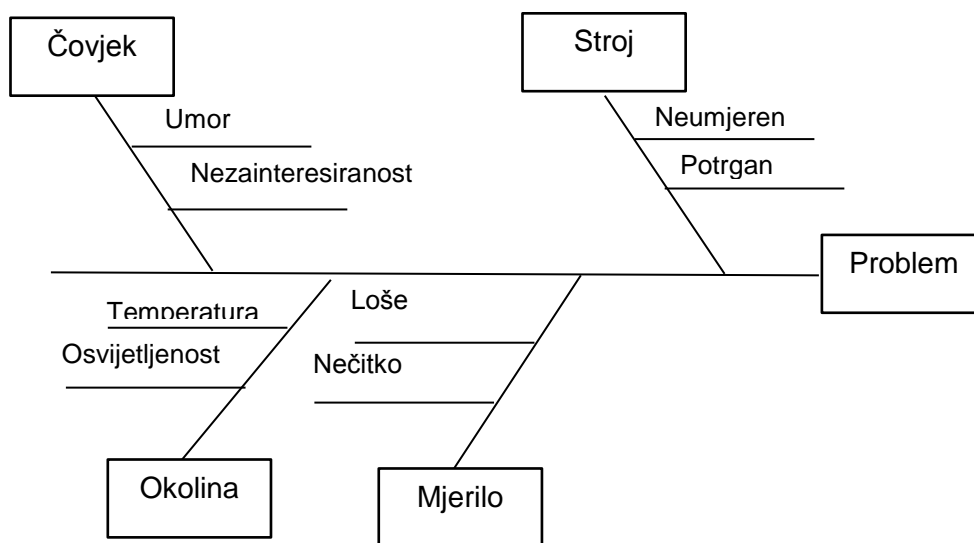 Čovjek
Stroj
Umor
Nezainteresiranost
Neumjeren
Potrgan
Problem
Temperatura
Osvijetljenost
Loše
Nečitko
Okolina
Mjerilo